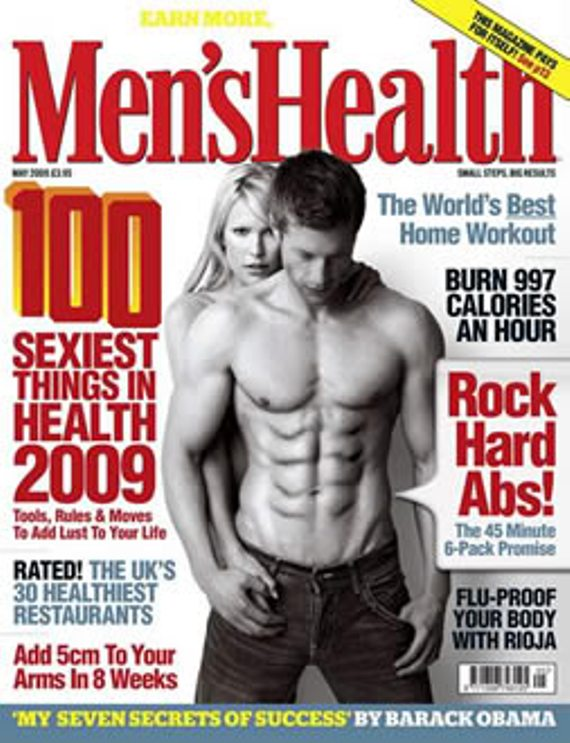 EARN MORE,
THIS MAGAZINE PAYS
FOR ITSELF! See p13
Men'sHealth
MAY 2009 £3.95
SMALL STEPS. BIG RESULTS
100
SEXIEST
THINGS IN
HEALTH
2009
Tools, Rules & Moves
To Add Lust To Your Life
RATED! THE UK'S
30 HEALTHIEST
RESTAURANTS
Add 5cm To Your
Arms In 8 Weeks
The World's Best
Home Workout
BURN 997
CALORIES
AN HOUR
Rock
Hard
Abs!
The 45 Minute
6-Pack Promise
FLU-PROOF
YOUR BODY
WITH RIOJA
'MY SEVEN SECRETS OF SUCCESS' BY BARACK OBAMA